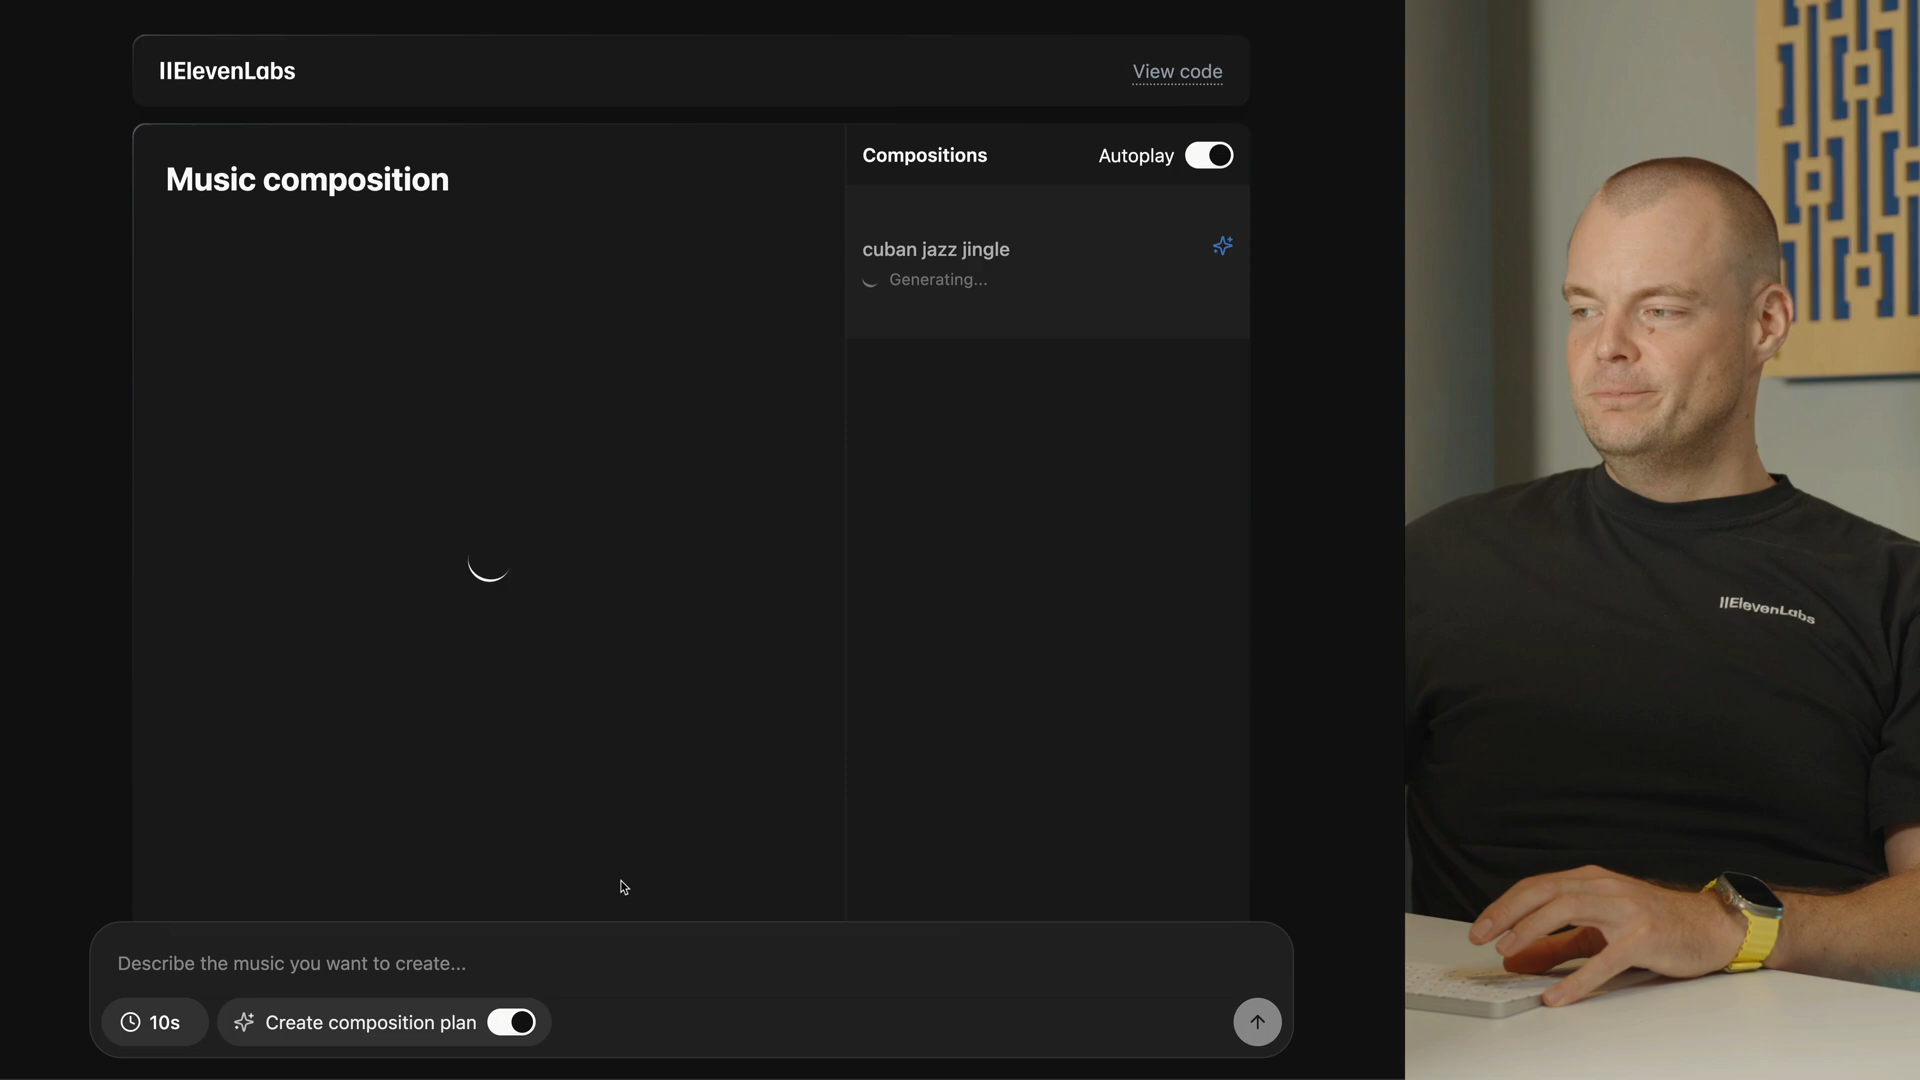 IIElevenLabs
View code
Music composition
Compositions
Autoplay
cuban jazz jingle
Generating...
Describe the music you want to create...
10s
Create composition plan
IIElevenLabs